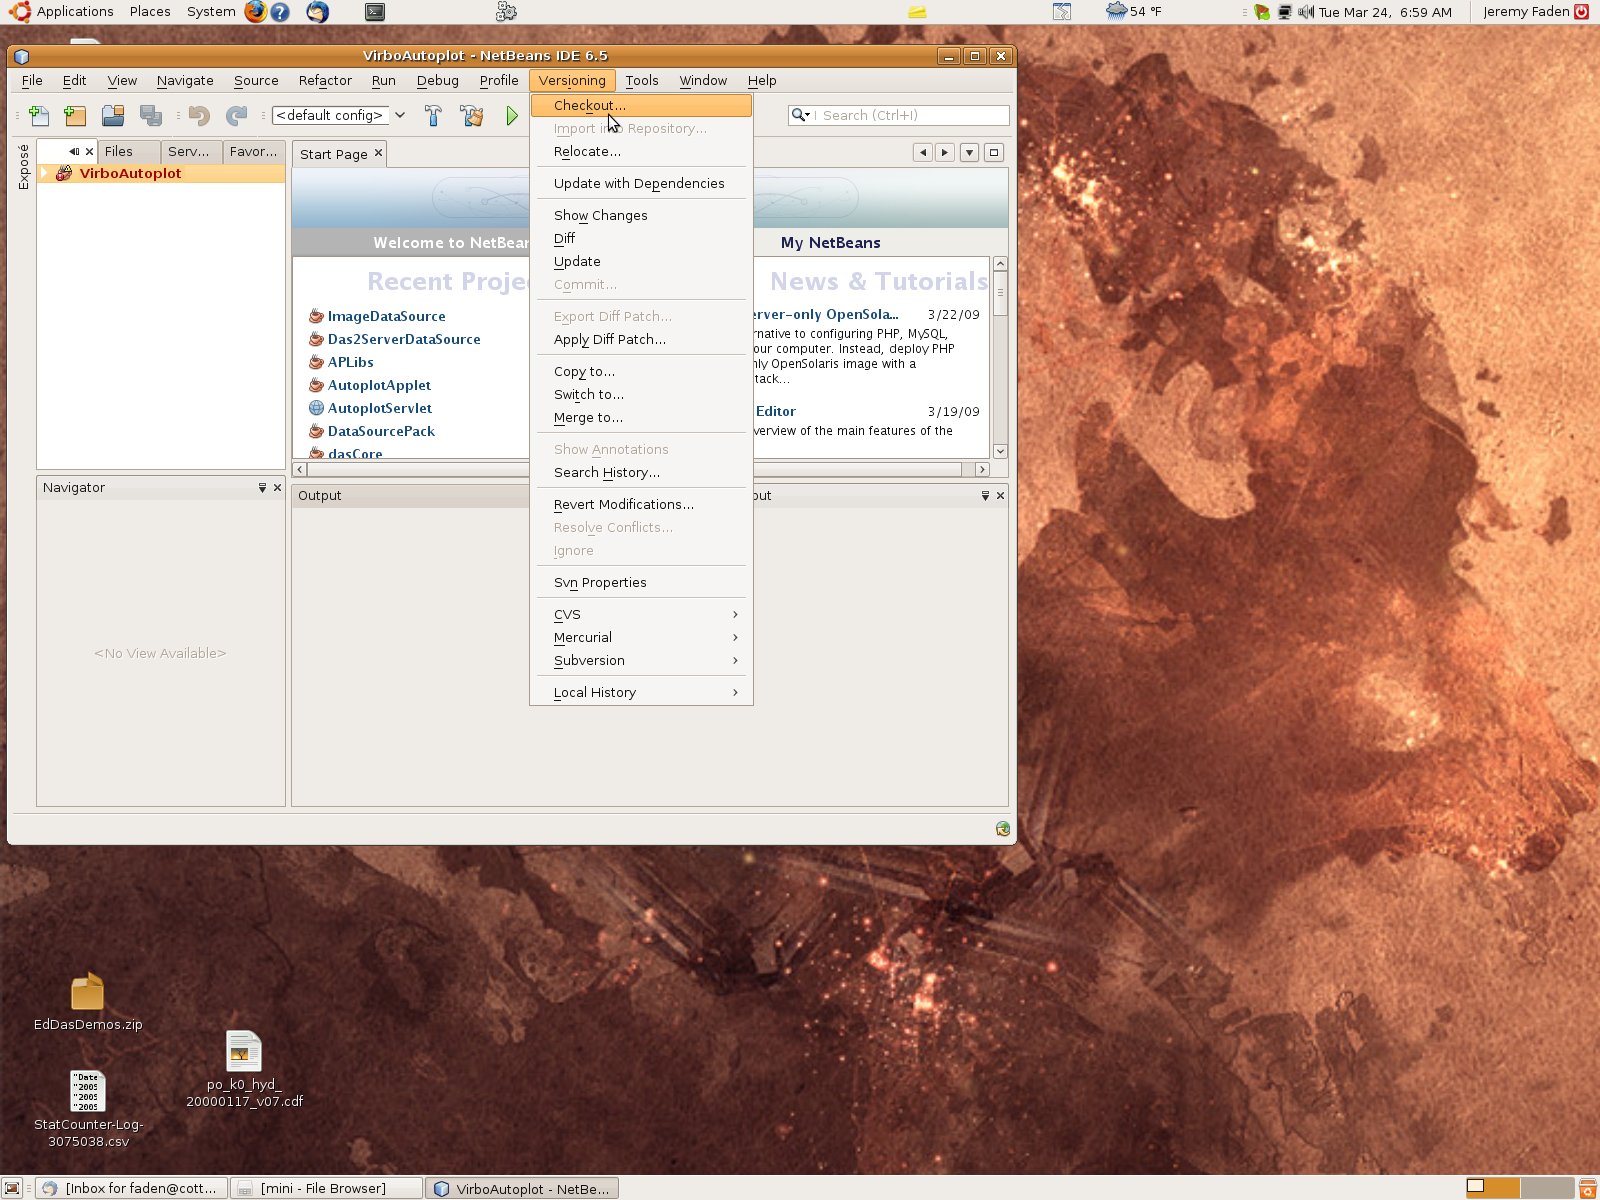 Applications Places System
54 °F
Tue Mar 24, 6:59 AM
Jeremy Faden
VirboAutoplot - NetBeans IDE 6.5
File Edit View Navigate Source Refactor Run Debug Profile Versioning Tools Window Help
<default config>
Search (Ctrl+I)
Exposé
Files
Serv...
Favor...
VirboAutoplot
Start Page
Welcome to NetBean
My NetBeans
Recent Proje
ImageDataSource
Das2ServerDataSource
APLibs
AutoplotApplet
AutoplotServlet
DataSourcePack
dasCore
News & Tutorials
erver-only OpenSola... 3/22/09
rnative to configuring PHP, MySQL,
our computer. Instead, deploy PHP
nly OpenSolaris image with a
tack...
Editor 3/19/09
verview of the main features of the
Checkout...
Import into Repository...
Relocate...
Update with Dependencies
Show Changes
Diff
Update
Commit...
Export Diff Patch...
Apply Diff Patch...
Copy to...
Switch to...
Merge to...
Show Annotations
Search History...
Revert Modifications...
Resolve Conflicts...
Ignore
Svn Properties
CVS
Mercurial
Subversion
Local History
Navigator
<No View Available>
Output
out
EdDasDemos.zip
po_k0_hyd_
20000117_v07.cdf
"Date
"2005
"2005
"2005
StatCounter-Log-
3075038.csv
[Inbox for faden@cott...
[mini - File Browser]
VirboAutoplot - NetBe...